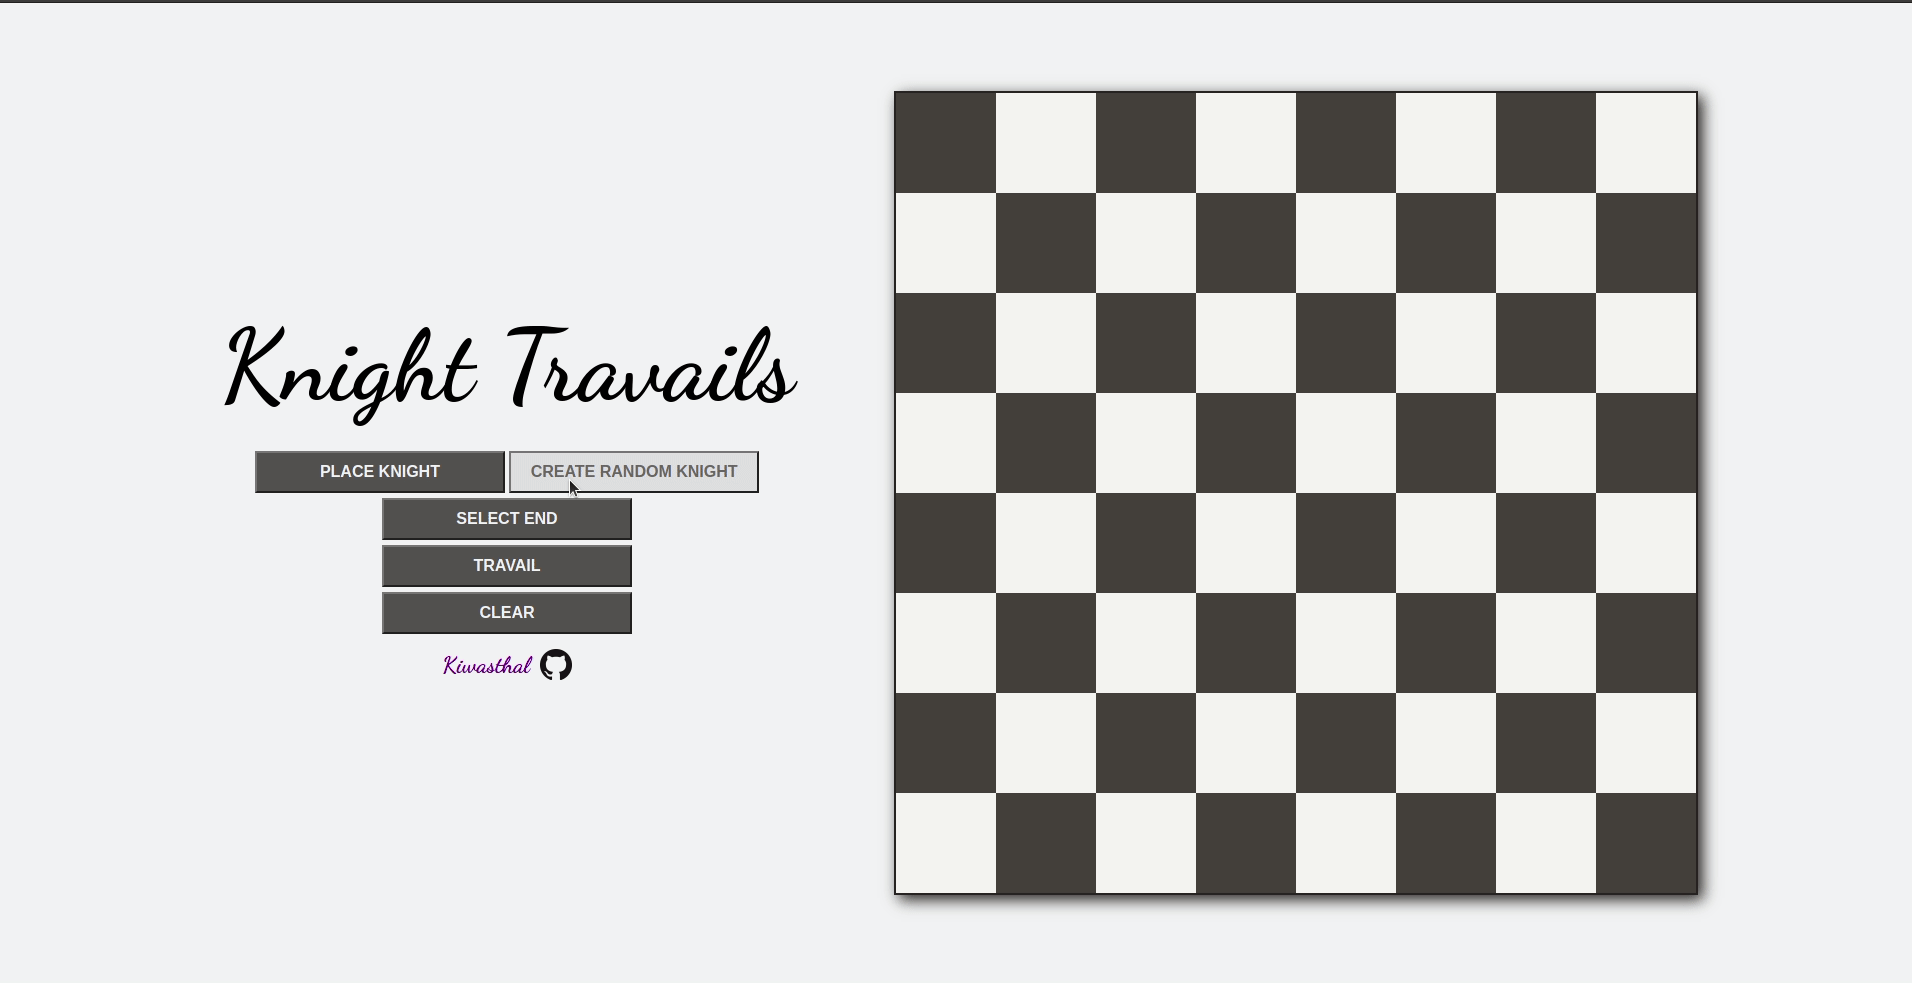 Knight Travails
PLACE KNIGHT
CREATE RANDOM KNIGHT
SELECT END
TRAVAIL
CLEAR
Kiwasthal